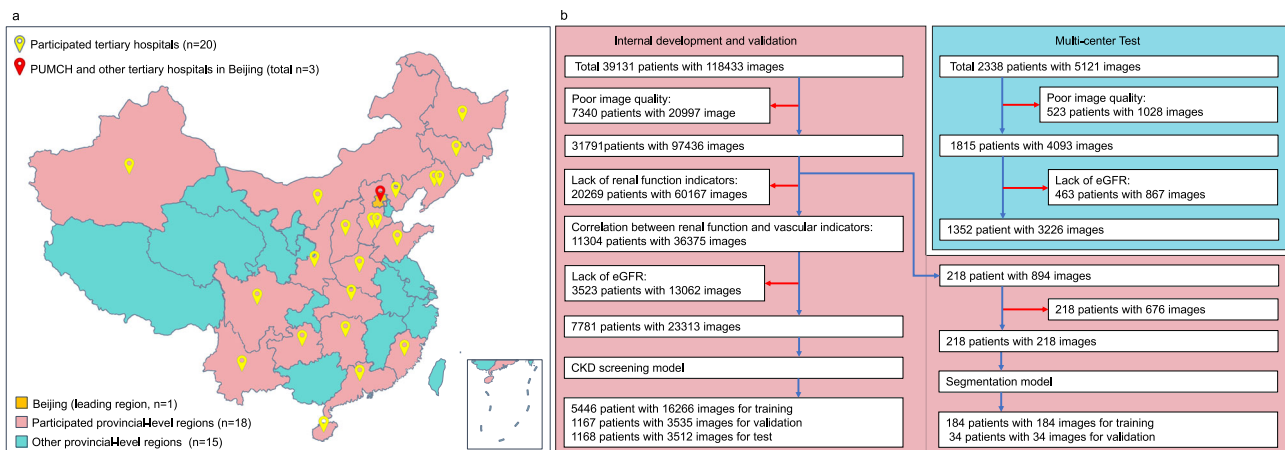 a
Participated tertiary hospitals (n=20)
PUMCH and other tertiary hospitals in Beijing (total n=3)
Beijing (leading region, n=1)
Participated provincial-level regions (n=18)
Other provincial-level regions (n=15)
b
Internal development and validation
Total 39131 patients with 118433 images
Poor image quality:
7340 patients with 20997 image
31791patients with 97436 images
Lack of renal function indicators:
20269 patients with 60167 images
Correlation between renal function and vascular indicators:
11304 patients with 36375 images
Lack of eGFR:
3523 patients with 13062 images
7781 patients with 23313 images
CKD screening model
5446 patient with 16266 images for training
1167 patients with 3535 images for validation
1168 patients with 3512 images for test
Multi-center Test
Total 2338 patients with 5121 images
Poor image quality:
523 patients with 1028 images
1815 patients with 4093 images
Lack of eGFR:
463 patients with 867 images
1352 patient with 3226 images
218 patient with 894 images
218 patient with 676 images
218 patients with 218 images
Segmentation model
184 patients with 184 images for training
34 patients with 34 images for validation